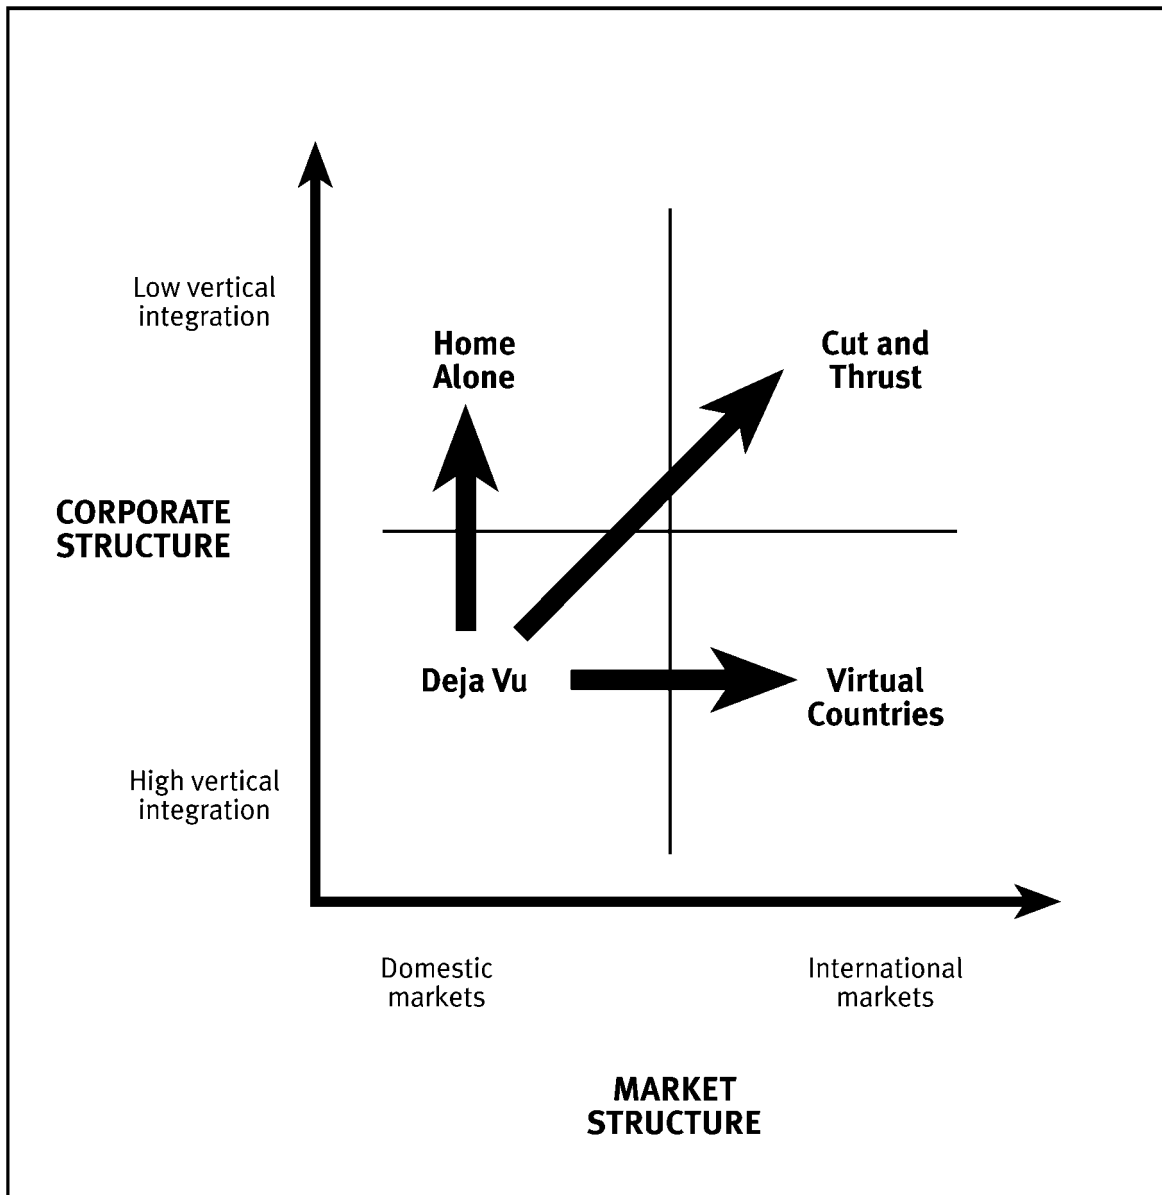 Low vertical
integration
Home
Alone
Cut and
Thrust
CORPORATE
STRUCTURE
Deja Vu
Virtual
Countries
High vertical
integration
Domestic
markets
International
markets
MARKET
STRUCTURE